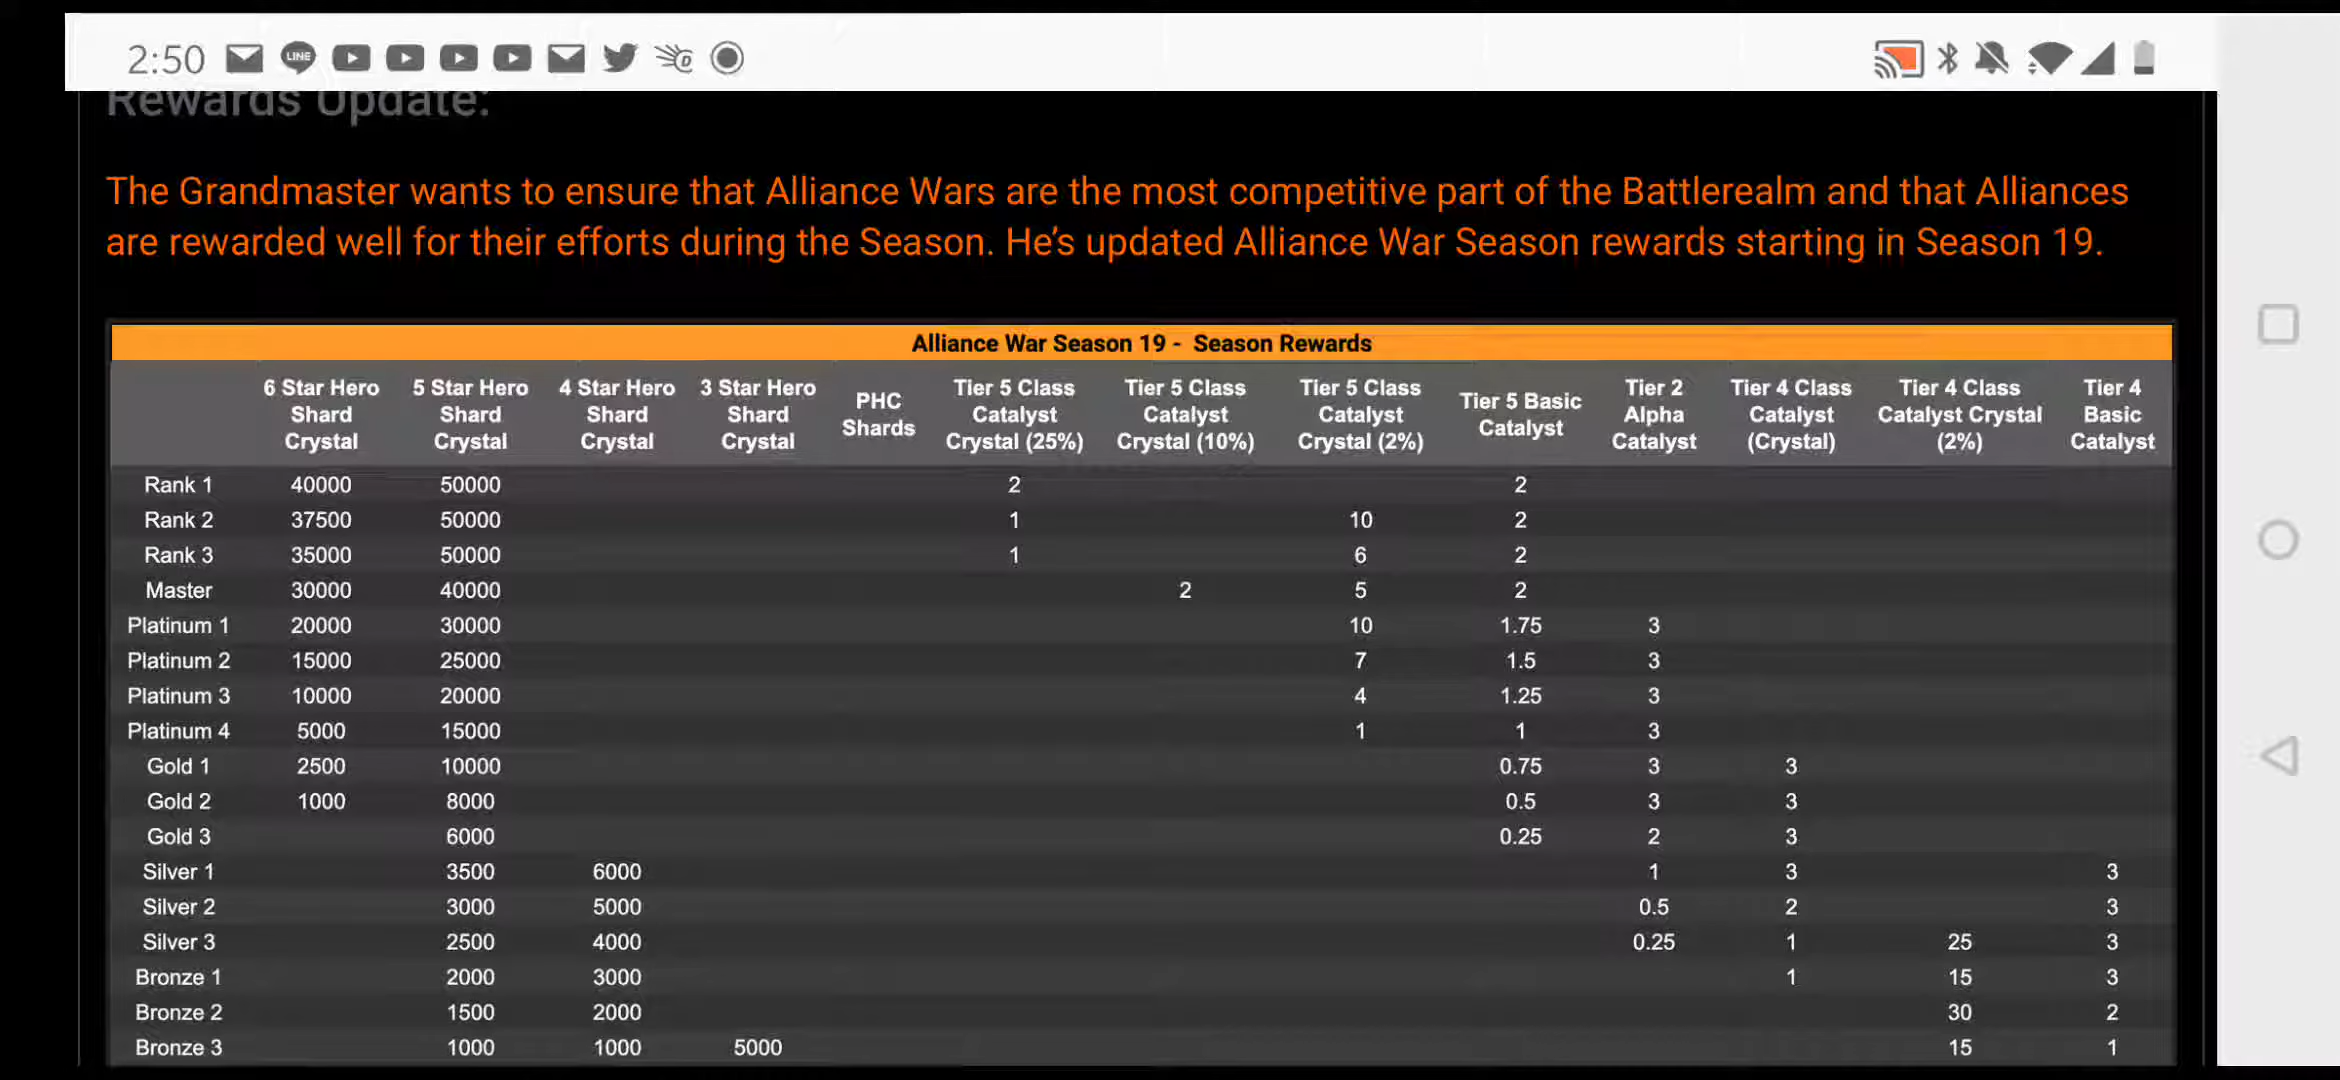 2:50
LINE
Rewards Update:
The Grandmaster wants to ensure that Alliance Wars are the most competitive part of the Battlerealm and that Alliances
are rewarded well for their efforts during the Season. He's updated Alliance War Season rewards starting in Season 19.
Alliance War Season 19 - Season Rewards
6 Star Hero Shard Crystal 5 Star Hero Shard Crystal 4 Star Hero Shard Crystal 3 Star Hero Shard Crystal PHC Shards Tier 5 Class Catalyst Crystal (25%) Tier 5 Class Catalyst Crystal (10%) Tier 5 Class Catalyst Crystal (2%) Tier 5 Basic Catalyst Tier 2 Alpha Catalyst Tier 4 Class Catalyst (Crystal) Tier 4 Class Catalyst Crystal (2%) Tier 4 Basic Catalyst
Rank 1 40000 50000 2 2
Rank 2 37500 50000 1 10 2
Rank 3 35000 50000 1 6 2
Master 30000 40000 2 5 2
Platinum 1 20000 30000 10 1.75 3
Platinum 2 15000 25000 7 1.5 3
Platinum 3 10000 20000 4 1.25 3
Platinum 4 5000 15000 1 1 3
Gold 1 2500 10000 0.75 3 3
Gold 2 1000 8000 0.5 3 3
Gold 3 6000 0.25 2 3
Silver 1 3500 6000 1 3 3
Silver 2 3000 5000 0.5 2 3
Silver 3 2500 4000 0.25 1 25 3
Bronze 1 2000 3000 1 15 3
Bronze 2 1500 2000 30 2
Bronze 3 1000 1000 5000 15 1